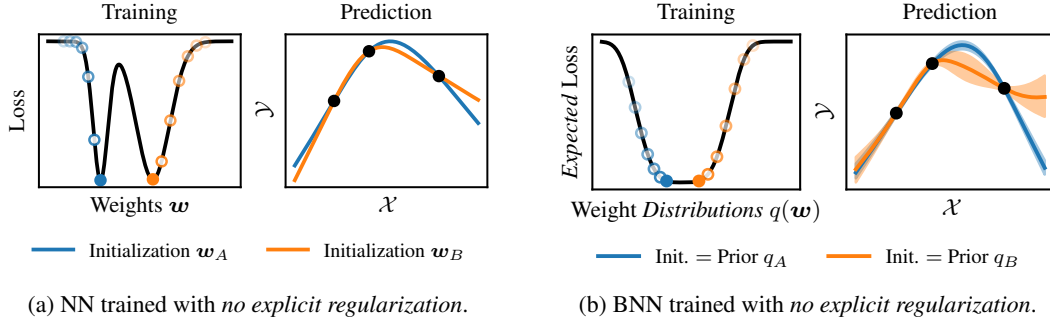 Training
Prediction
Loss
Weights w
𝒴
𝒳
Initialization w_A
Initialization w_B
(a) NN trained with no explicit regularization.
Training
Prediction
Expected Loss
Weight Distributions q(w)
𝒴
𝒳
Init. = Prior q_A
Init. = Prior q_B
(b) BNN trained with no explicit regularization.